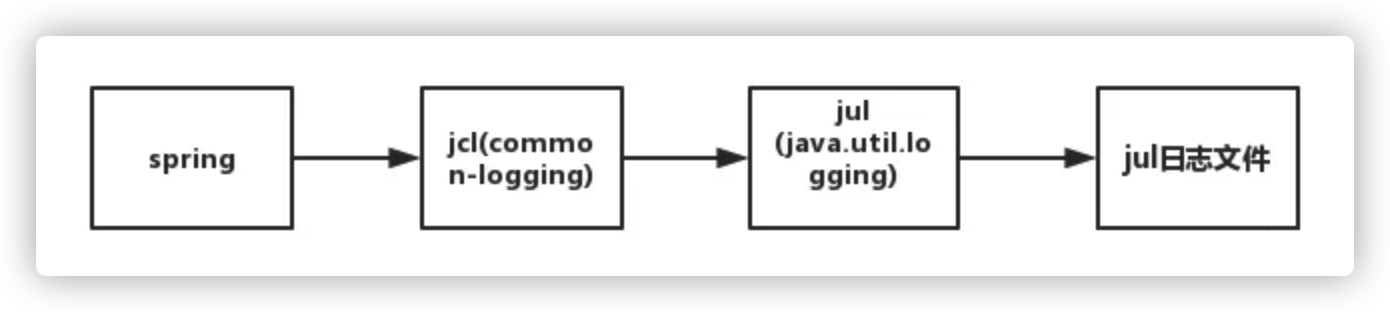 spring
jcl(commo
n-logging)
jul
(java.util.lo
gging)
jul日志文件